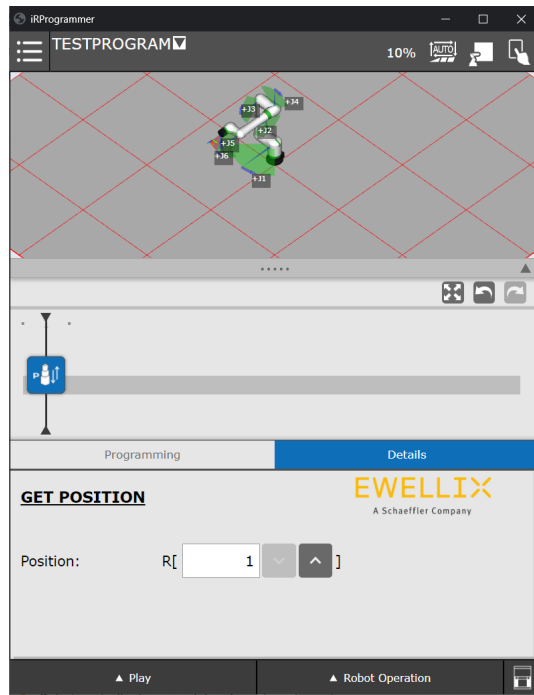 iRProgrammer
TESTPROGRAM
10%
AUTO
+J3
+J4
+J2
+J5
+J6
+J1
P
Programming
Details
GET POSITION
EWELLIX
A Schaeffler Company
Position:
R[
1
]
Play
Robot Operation